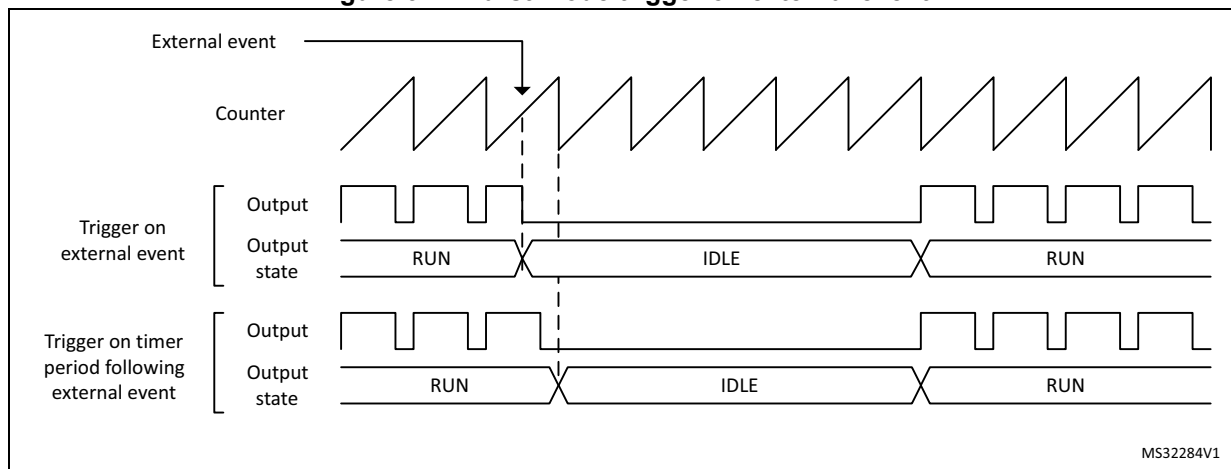 External event
Counter
Trigger on
external event
Output
Output
state
RUN
IDLE
RUN
Trigger on timer
period following
external event
Output
Output
state
RUN
IDLE
RUN
MS32284V1